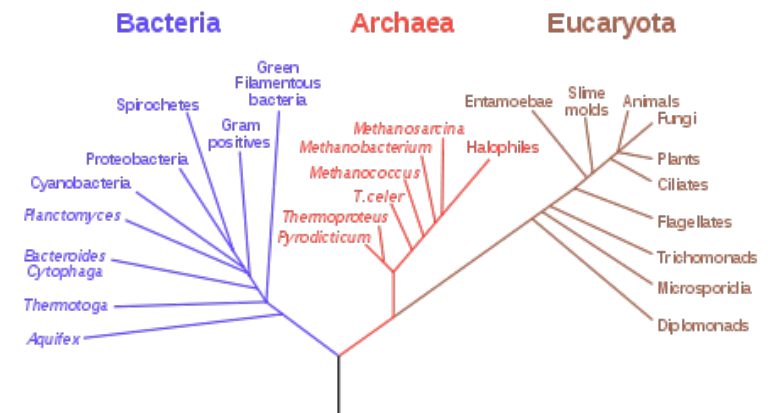 Bacteria
Archaea
Eucaryota
Green
Filamentous
bacteria
Spirochetes
Gram
positives
Proteobacteria
Cyanobacteria
Planctomyces
Bacteroides
Cytophaga
Thermotoga
Aquifex
Methanosarcina
Methanobacterium
Halophiles
Methanococcus
T.celer
Thermoproteus
Pyrodicticum
Entamoebae
Slime
molds
Animals
Fungi
Plants
Ciliates
Flagellates
Trichomonads
Microsporidia
Diplomonads